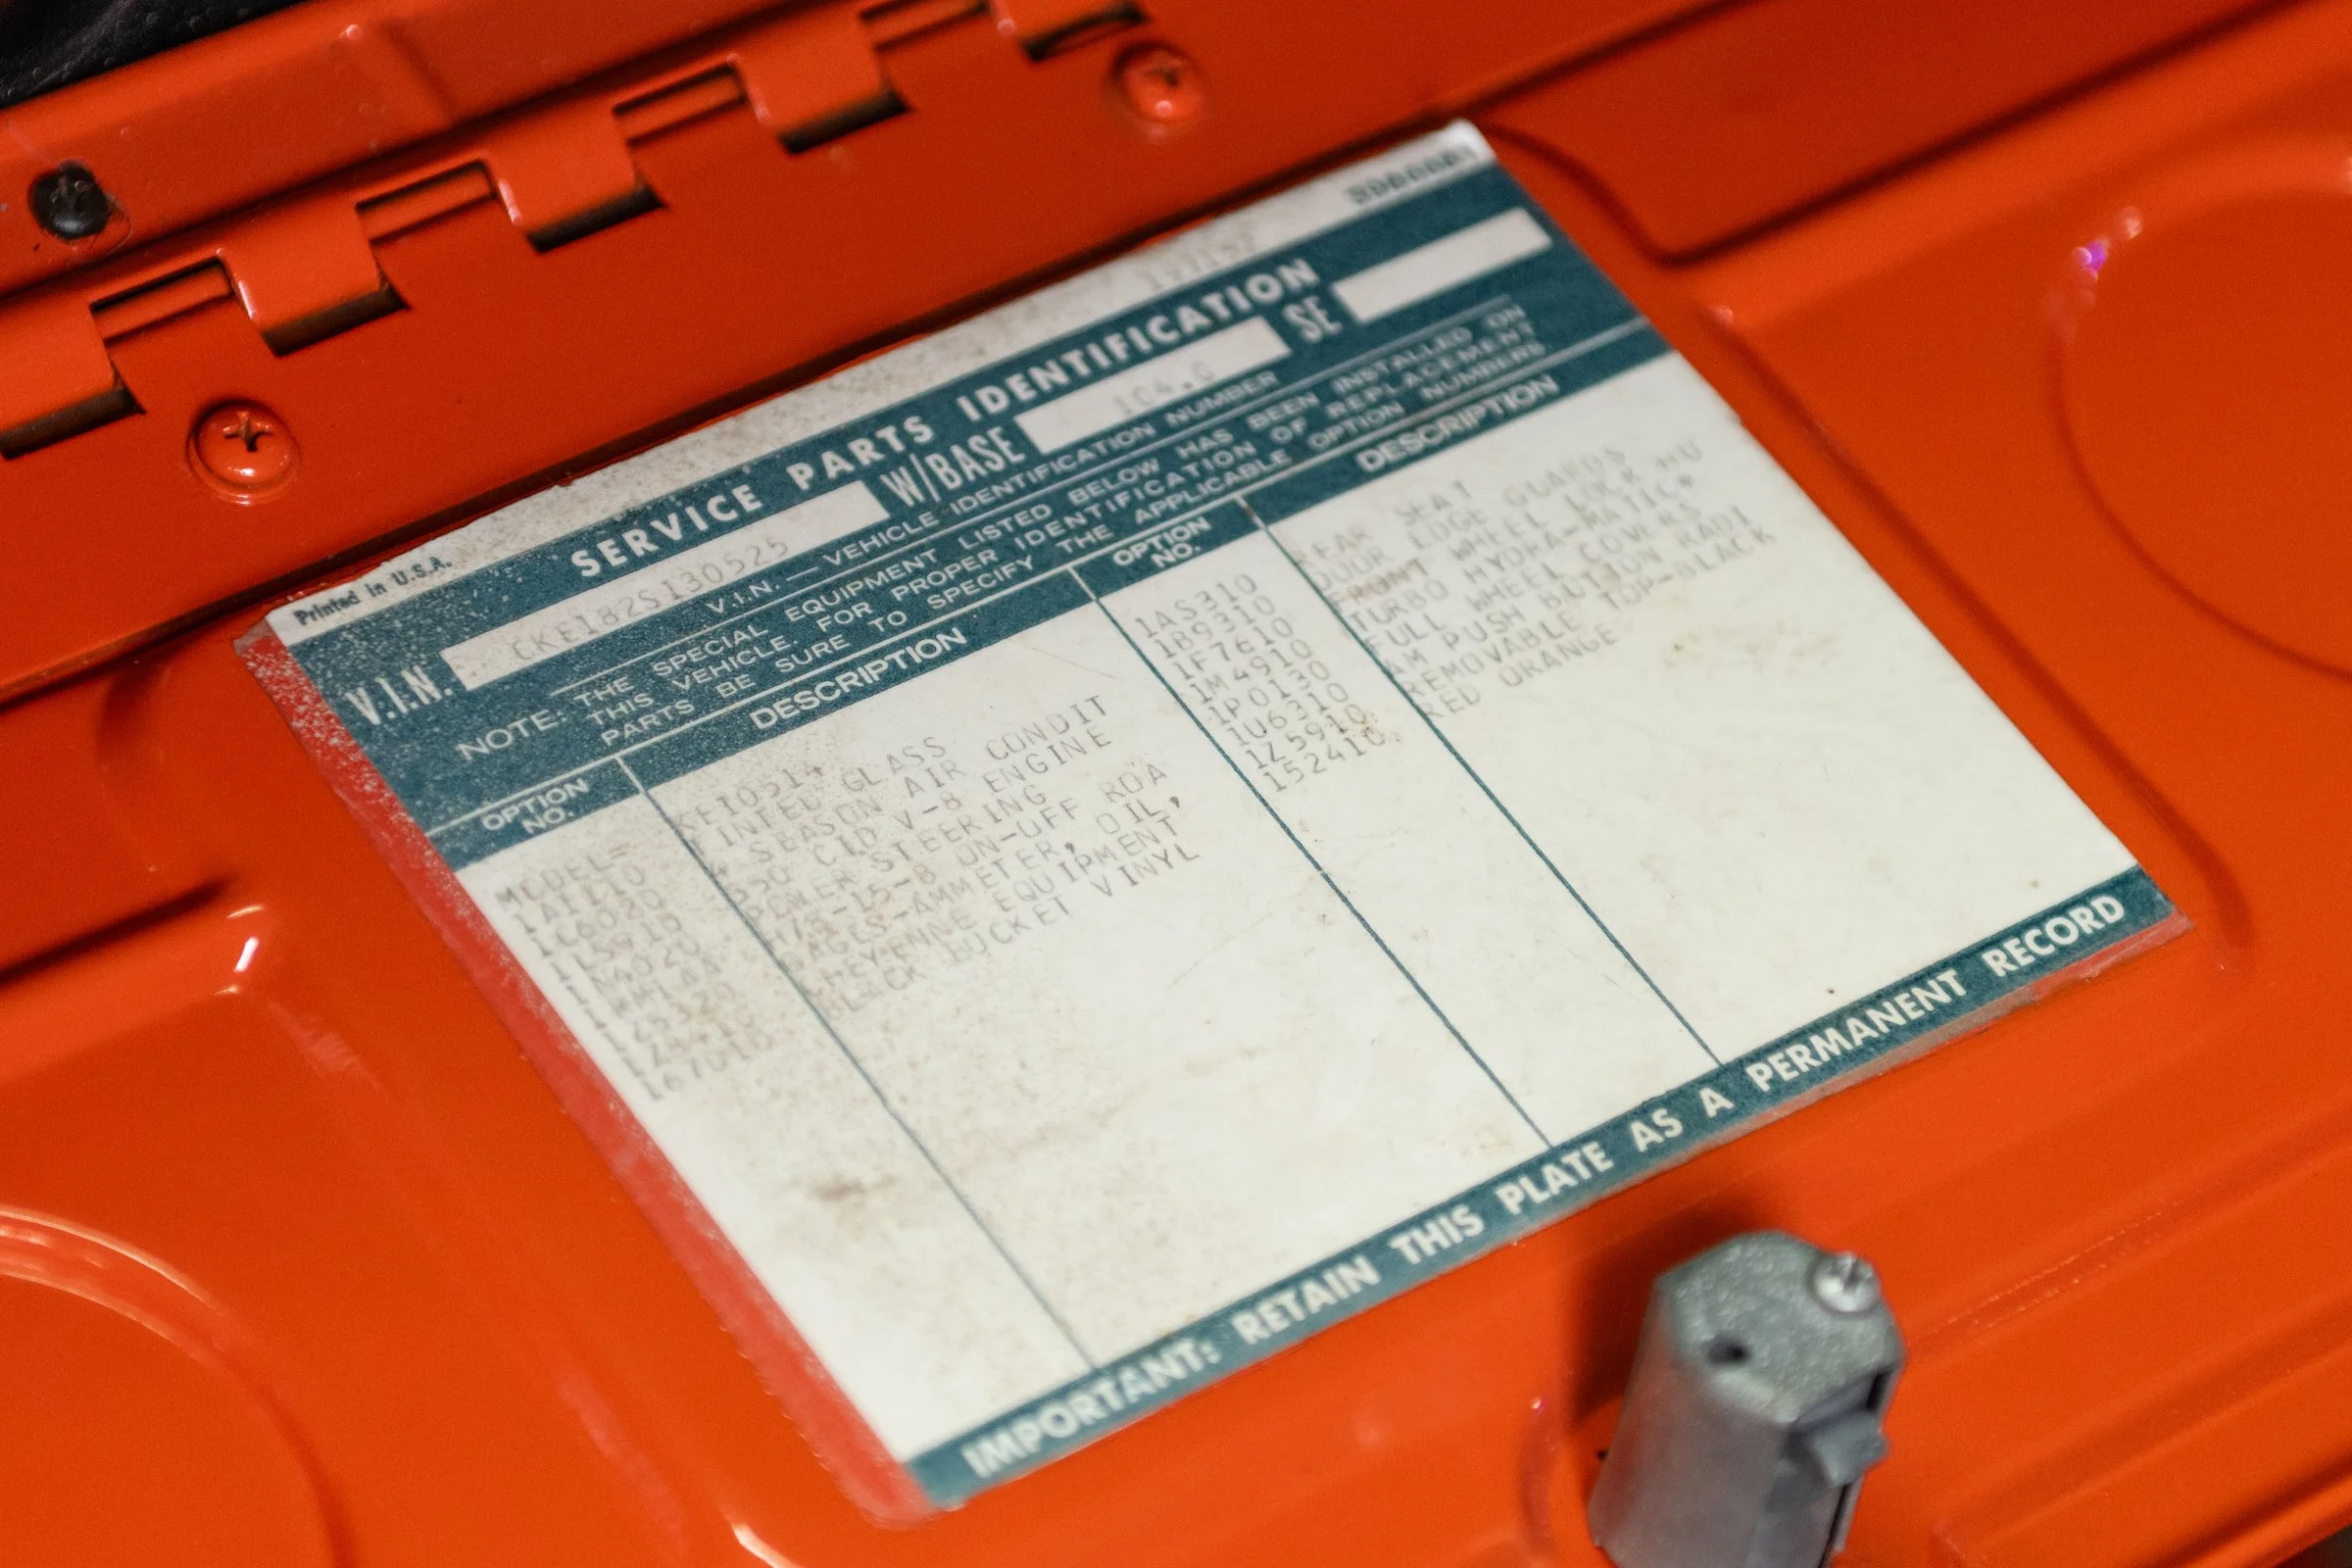 Printed in U.S.A.
SERVICE PARTS IDENTIFICATION
V.I.N. CKE182S130525 W/BASE 104.0 SE
V.I.N. — VEHICLE IDENTIFICATION NUMBER
NOTE: THE SPECIAL EQUIPMENT LISTED BELOW HAS BEEN INSTALLED ON
THIS VEHICLE. FOR PROPER IDENTIFICATION OF REPLACEMENT
PARTS BE SURE TO SPECIFY THE APPLICABLE OPTION NUMBERS
OPTION NO. DESCRIPTION OPTION NO. DESCRIPTION
MODEL= KE10514
TINTED GLASS
4 SEASON AIR CONDIT
350 CID V-8 ENGINE
POWER STEERING
H78-15-B ON-OFF ROA
GAGES-AMMETER, OIL,
CHEYENNE EQUIPMENT
BLACK BUCKET VINYL
1AS310 REAR SEAT
1B9310 DOOR EDGE GUARDS
1F7610 FRONT WHEEL LOCK HU
1M4910 TURBO HYDRA-MATIC*
1P0130 FULL WHEEL COVERS
1U6310 AM PUSH BUTTON RADI
1Z5910 REMOVABLE TOP-BLACK
152410 RED ORANGE
IMPORTANT: RETAIN THIS PLATE AS A PERMANENT RECORD